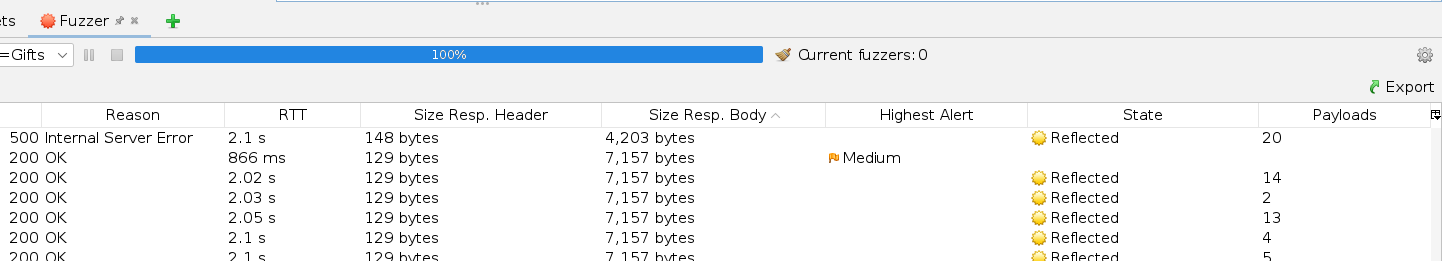 ets Fuzzer
=Gifts 100% Current fuzzers: 0
Export
Reason RTT Size Resp. Header Size Resp. Body Highest Alert State Payloads
500 Internal Server Error 2.1 s 148 bytes 4,203 bytes Reflected 20
200 OK 866 ms 129 bytes 7,157 bytes Medium
200 OK 2.02 s 129 bytes 7,157 bytes Reflected 14
200 OK 2.03 s 129 bytes 7,157 bytes Reflected 2
200 OK 2.05 s 129 bytes 7,157 bytes Reflected 13
200 OK 2.1 s 129 bytes 7,157 bytes Reflected 4
200 OK 2.1 s 129 bytes 7,157 bytes Reflected 5